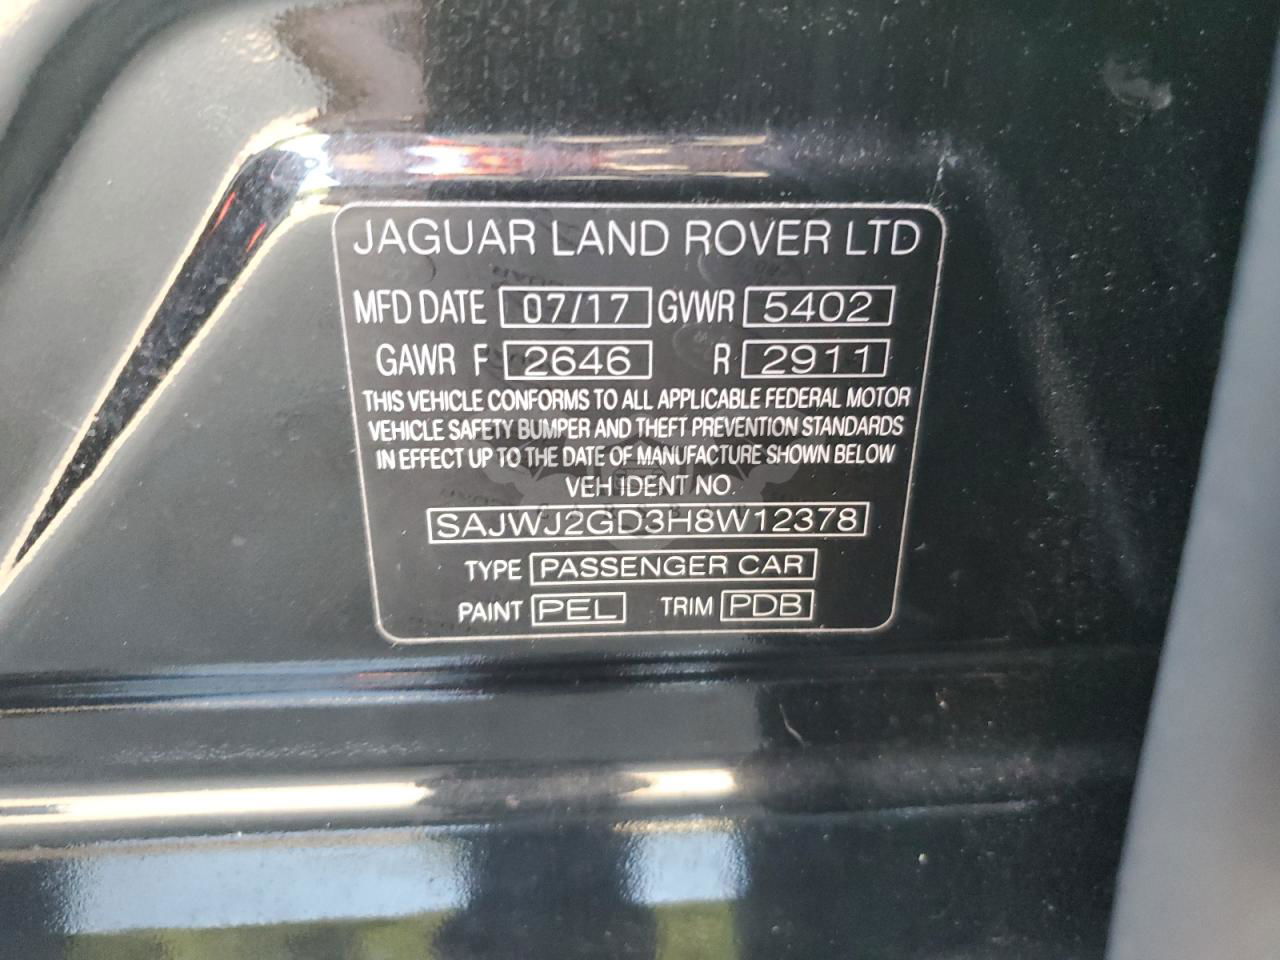 JAGUAR LAND ROVER LTD
MFD DATE 07/17 GVWR 5402
GAWR F 2646 R 2911
THIS VEHICLE CONFORMS TO ALL APPLICABLE FEDERAL MOTOR
VEHICLE SAFETY BUMPER AND THEFT PREVENTION STANDARDS
IN EFFECT UP TO THE DATE OF MANUFACTURE SHOWN BELOW
VEH IDENT NO.
SAJWJ2GD3H8W12378
TYPE PASSENGER CAR
PAINT PEL TRIM PDB